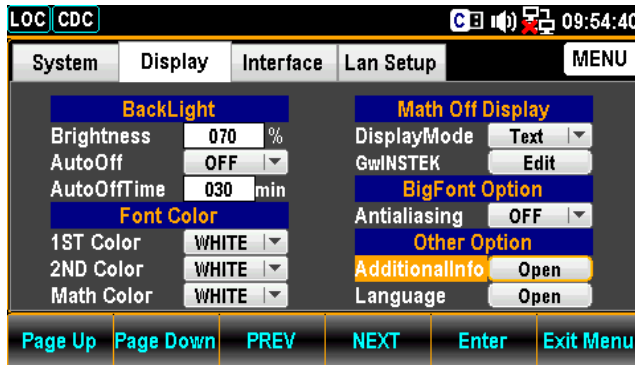 LOC CDC C 09:54:40
System Display Interface Lan Setup MENU
BackLight
Brightness 070 %
AutoOff OFF
AutoOffTime 030 min
Font Color
1ST Color WHITE
2ND Color WHITE
Math Color WHITE
Math Off Display
DisplayMode Text
GWINSTEK Edit
BigFont Option
Antialiasing OFF
Other Option
AdditionalInfo Open
Language Open
Page Up Page Down PREV NEXT Enter Exit Menu